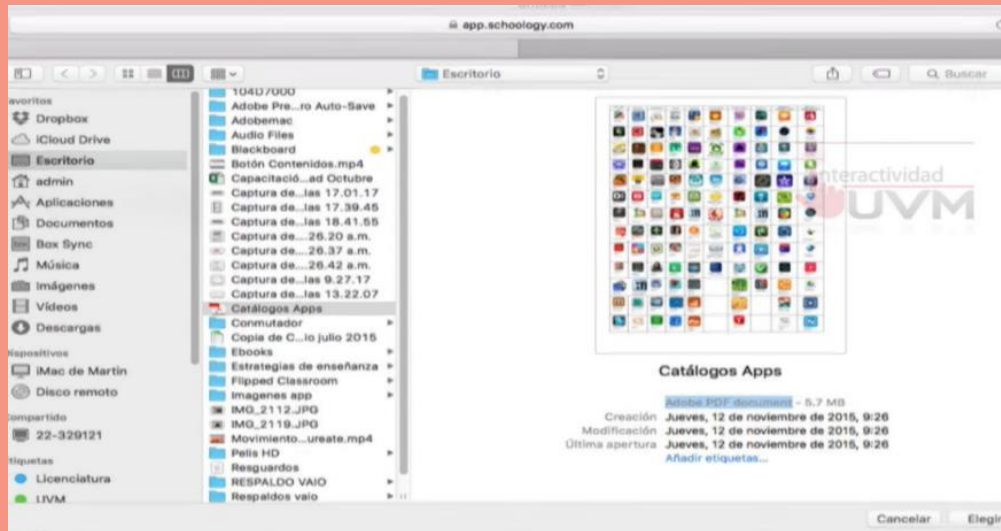 app.schoology.com
Escritorio
Buscar
avoritos
Dropbox
iCloud Drive
Escritorio
admin
Aplicaciones
Documentos
Box Sync
Música
Imágenes
Vídeos
Descargas
ispositivos
iMac de Martin
Disco remoto
ompartido
22-329121
tiquetas
Licenciatura
UVM
104D7000
Adobe Pre...ro Auto-Save
Adobemac
Audio Files
Blackboard
Botón Contenidos.mp4
Capacitació...ad Octubre
Captura de...las 17.01.17
Captura de...las 17.39.45
Captura de...las 18.41.55
Captura de....26.20 a.m.
Captura de....26.37 a.m.
Captura de....26.42 a.m.
Captura de...las 9.27.17
Captura de...las 13.22.07
Catálogos Apps
Conmutador
Copia de C...io julio 2015
Ebooks
Estrategias de enseñanza
Flipped Classroom
Imagenes app
IMG_2112.JPG
IMG_2119.JPG
Movimiento...ureate.mp4
Pelis HD
Resguardos
RESPALDO VAIO
Respaldos vaio
nteractividad
UVM
Catálogos Apps
Adobe PDF document - 5.7 MB
Creación Jueves, 12 de noviembre de 2015, 9:26
Modificación Jueves, 12 de noviembre de 2015, 9:26
Última apertura Jueves, 12 de noviembre de 2015, 9:26
Añadir etiquetas...
Cancelar
Elegir